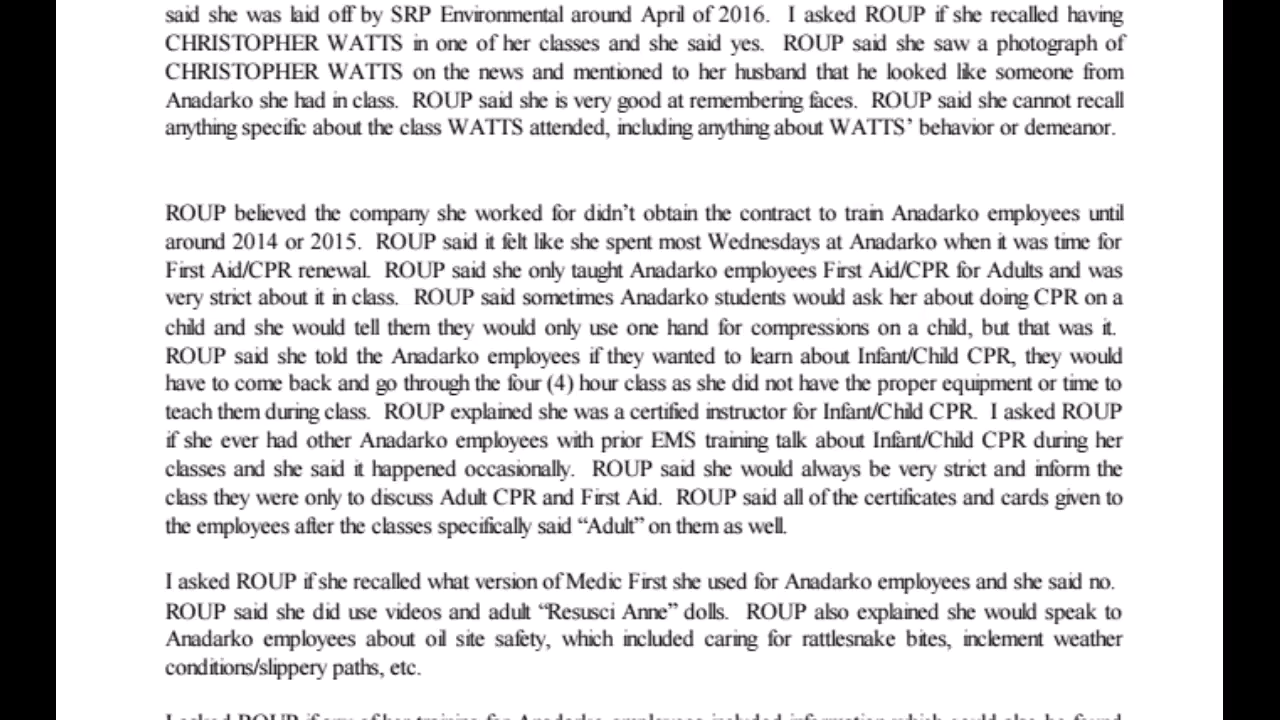 said she was laid off by SRP Environmental around April of 2016.  I asked ROUP if she recalled having
CHRISTOPHER WATTS in one of her classes and she said yes.  ROUP said she saw a photograph of
CHRISTOPHER WATTS on the news and mentioned to her husband that he looked like someone from
Anadarko she had in class.  ROUP said she is very good at remembering faces.  ROUP said she cannot recall
anything specific about the class WATTS attended, including anything about WATTS’ behavior or demeanor.
ROUP believed the company she worked for didn’t obtain the contract to train Anadarko employees until
around 2014 or 2015.  ROUP said it felt like she spent most Wednesdays at Anadarko when it was time for
First Aid/CPR renewal.  ROUP said she only taught Anadarko employees First Aid/CPR for Adults and was
very strict about it in class.  ROUP said sometimes Anadarko students would ask her about doing CPR on a
child and she would tell them they would only use one hand for compressions on a child, but that was it.
ROUP said she told the Anadarko employees if they wanted to learn about Infant/Child CPR, they would
have to come back and go through the four (4) hour class as she did not have the proper equipment or time to
teach them during class.  ROUP explained she was a certified instructor for Infant/Child CPR.  I asked ROUP
if she ever had other Anadarko employees with prior EMS training talk about Infant/Child CPR during her
classes and she said it happened occasionally.  ROUP said she would always be very strict and inform the
class they were only to discuss Adult CPR and First Aid.  ROUP said all of the certificates and cards given to
the employees after the classes specifically said “Adult” on them as well.
I asked ROUP if she recalled what version of Medic First she used for Anadarko employees and she said no.
ROUP said she did use videos and adult “Resusci Anne” dolls.  ROUP also explained she would speak to
Anadarko employees about oil site safety, which included caring for rattlesnake bites, inclement weather
conditions/slippery paths, etc.
I asked ROUP if any of her training for Anadarko employees included information which could also be found